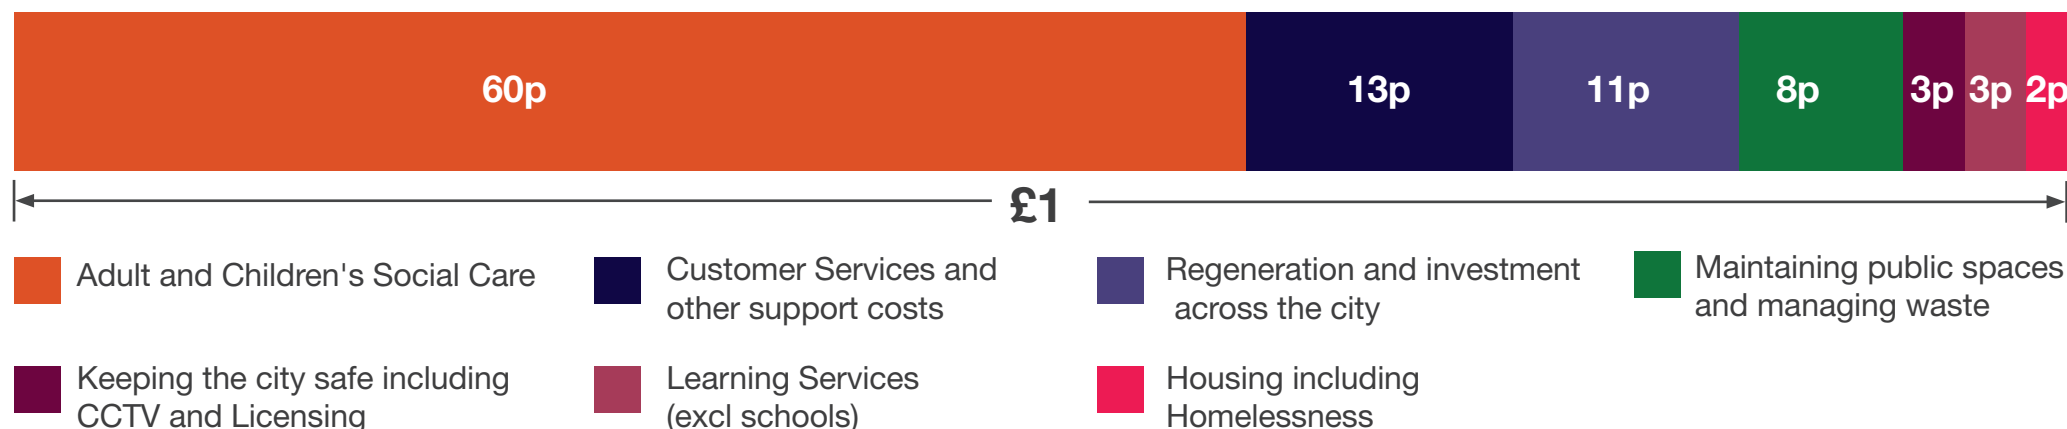 60p
13p
11p
8p
3p
3p
2p
£1
Adult and Children's Social Care
Customer Services and
other support costs
Regeneration and investment
across the city
Maintaining public spaces
and managing waste
Keeping the city safe including
CCTV and Licensing
Learning Services
(excl schools)
Housing including
Homelessness